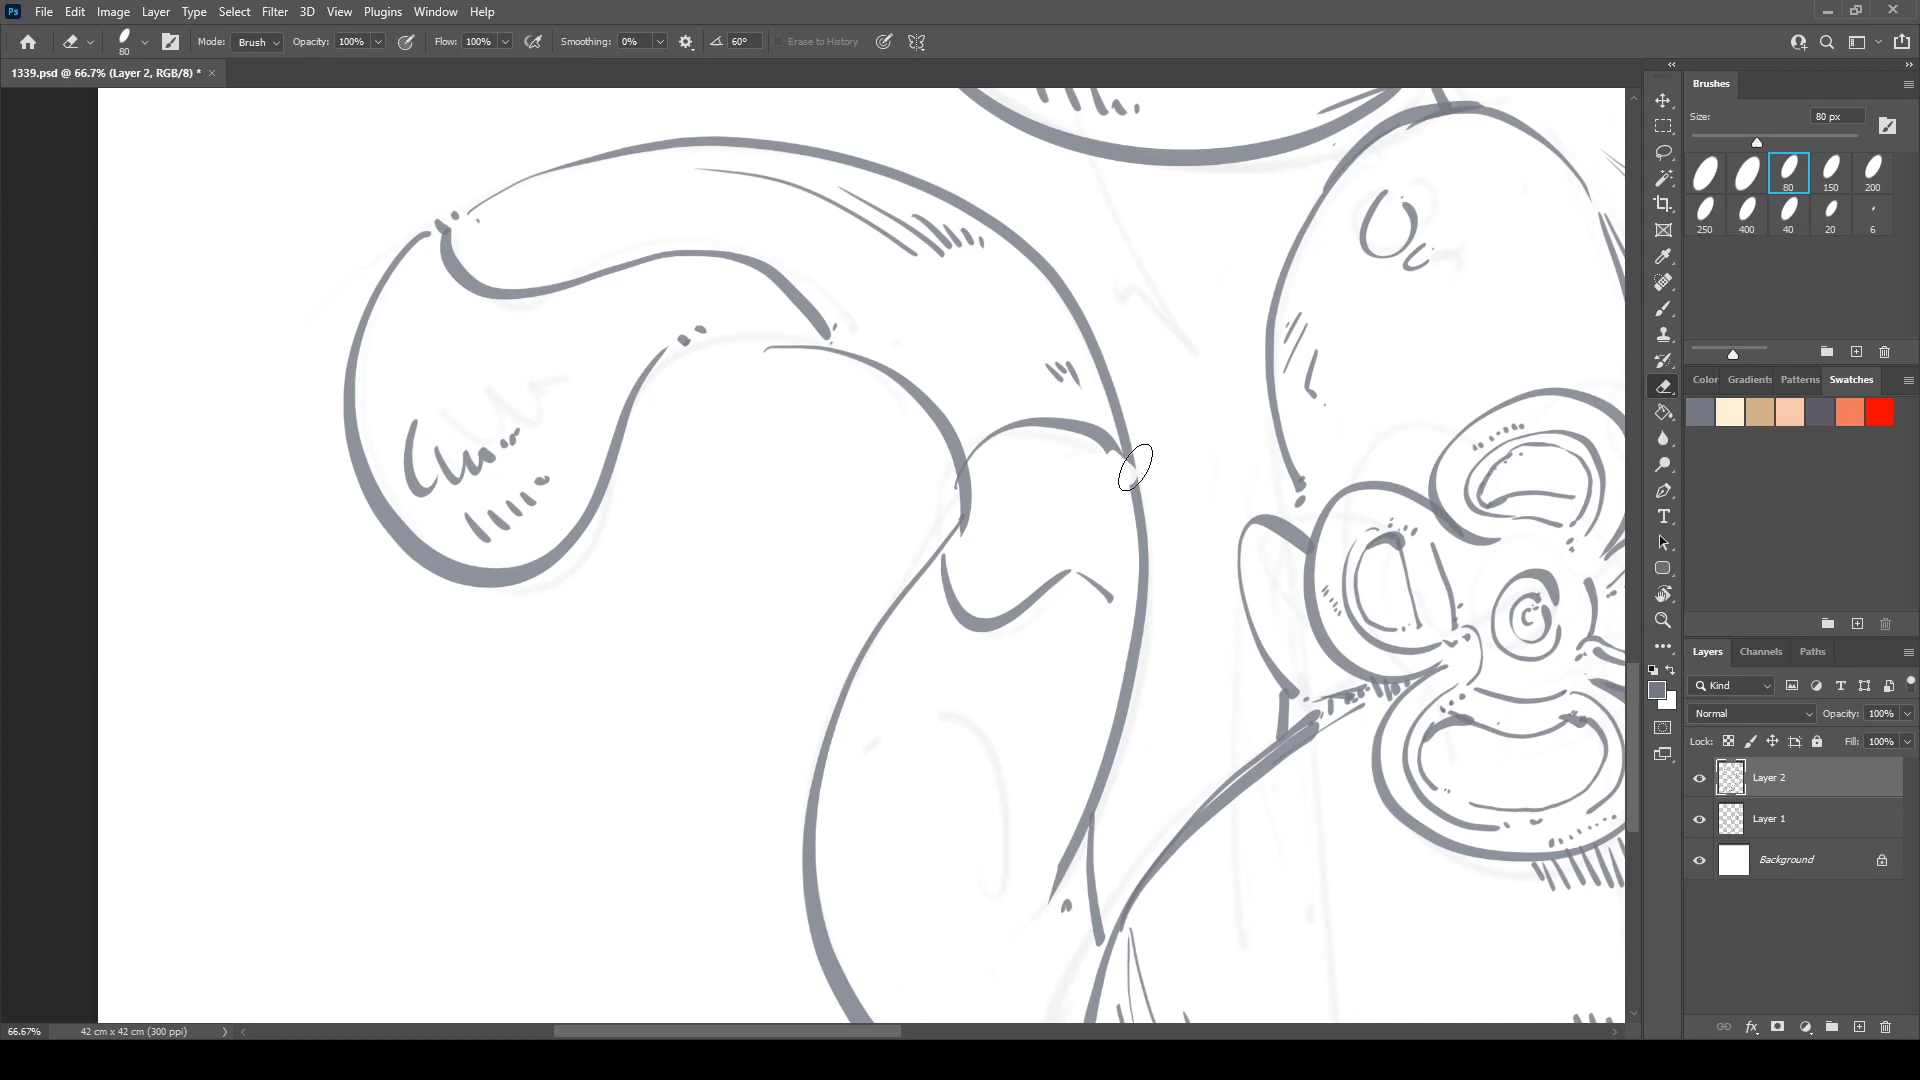 Ps File Edit Image Layer Type Select Filter 3D View Plugins Window Help
80 Mode: Brush Opacity: 100% Flow: 100% Smoothing: 0% 60° Erase to History
1339.psd @ 66.7% (Layer 2, RGB/8) * ×
Brushes
Size: 80 px
80 150 200
250 400 40 20 6
Color Gradients Patterns Swatches
Layers Channels Paths
Kind
Normal Opacity: 100%
Lock: Fill: 100%
Layer 2
Layer 1
Background
66.67% 42 cm x 42 cm (300 ppi)